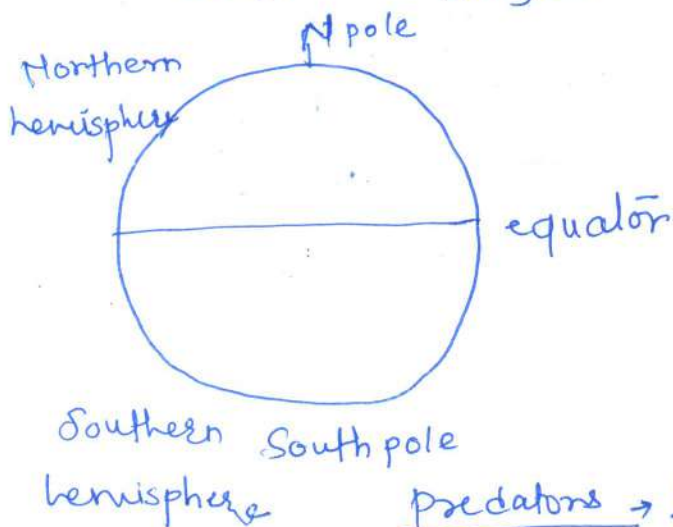 N pole
Northern
hemisphere
equator
Southern South pole
hemisphere predators →